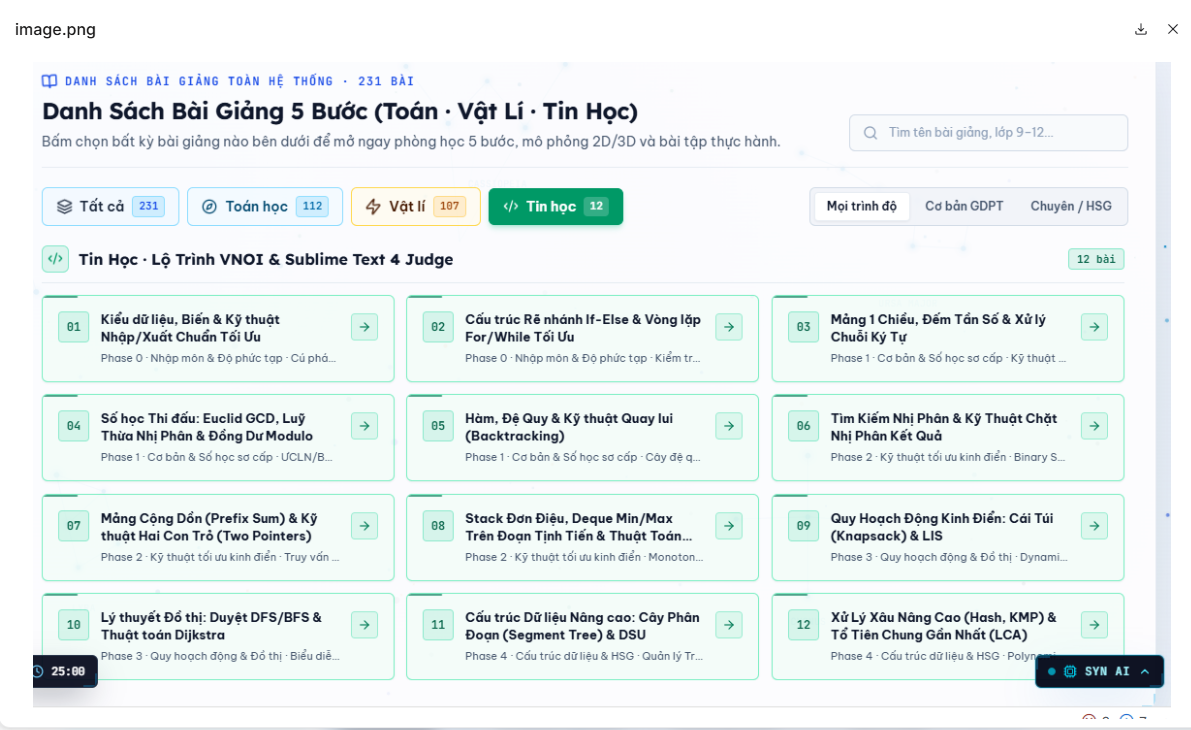 image.png
DANH SÁCH BÀI GIẢNG TOÀN HỆ THỐNG · 231 BÀI
Danh Sách Bài Giảng 5 Bước (Toán · Vật Lí · Tin Học)
Bấm chọn bất kỳ bài giảng nào bên dưới để mở ngay phòng học 5 bước, mô phỏng 2D/3D và bài tập thực hành.
Tìm tên bài giảng, lớp 9-12...
Tất cả 231 Toán học 112 Vật lí 107 </> Tin học 12
Mọi trình độ Cơ bản GDPT Chuyên / HSG
</> Tin Học · Lộ Trình VNOI & Sublime Text 4 Judge
12 bài
01
Kiểu dữ liệu, Biến & Kỹ thuật
Nhập/Xuất Chuẩn Tối Ưu
Phase 0 · Nhập môn & Độ phức tạp · Cú phá...
02
Cấu trúc Rẽ nhánh If-Else & Vòng lặp
For/While Tối Ưu
Phase 0 · Nhập môn & Độ phức tạp · Kiểm tr...
03
Mảng 1 Chiều, Đếm Tần Số & Xử lý
Chuỗi Ký Tự
Phase 1 · Cơ bản & Số học sơ cấp · Kỹ thuật ...
04
Số học Thi đấu: Euclid GCD, Luỹ
Thừa Nhị Phân & Đồng Dư Modulo
Phase 1 · Cơ bản & Số học sơ cấp · ƯCLN/B...
05
Hàm, Đệ Quy & Kỹ thuật Quay lui
(Backtracking)
Phase 1 · Cơ bản & Số học sơ cấp · Cây đệ q...
06
Tìm Kiếm Nhị Phân & Kỹ Thuật Chặt
Nhị Phân Kết Quả
Phase 2 · Kỹ thuật tối ưu kinh điển · Binary S...
07
Mảng Cộng Dồn (Prefix Sum) & Kỹ
thuật Hai Con Trỏ (Two Pointers)
Phase 2 · Kỹ thuật tối ưu kinh điển · Truy vấn ...
08
Stack Đơn Điệu, Deque Min/Max
Trên Đoạn Tịnh Tiến & Thuật Toán...
Phase 2 · Kỹ thuật tối ưu kinh điển · Monoton...
09
Quy Hoạch Động Kinh Điển: Cái Túi
(Knapsack) & LIS
Phase 3 · Quy hoạch động & Đồ thị · Dynami...
10
Lý thuyết Đồ thị: Duyệt DFS/BFS &
Thuật toán Dijkstra
Phase 3 · Quy hoạch động & Đồ thị · Biểu diễ...
11
Cấu trúc Dữ liệu Nâng cao: Cây Phân
Đoạn (Segment Tree) & DSU
Phase 4 · Cấu trúc dữ liệu & HSG · Quản lý Tr...
12
Xử Lý Xâu Nâng Cao (Hash, KMP) &
Tổ Tiên Chung Gần Nhất (LCA)
Phase 4 · Cấu trúc dữ liệu & HSG
25:00
SYN AI